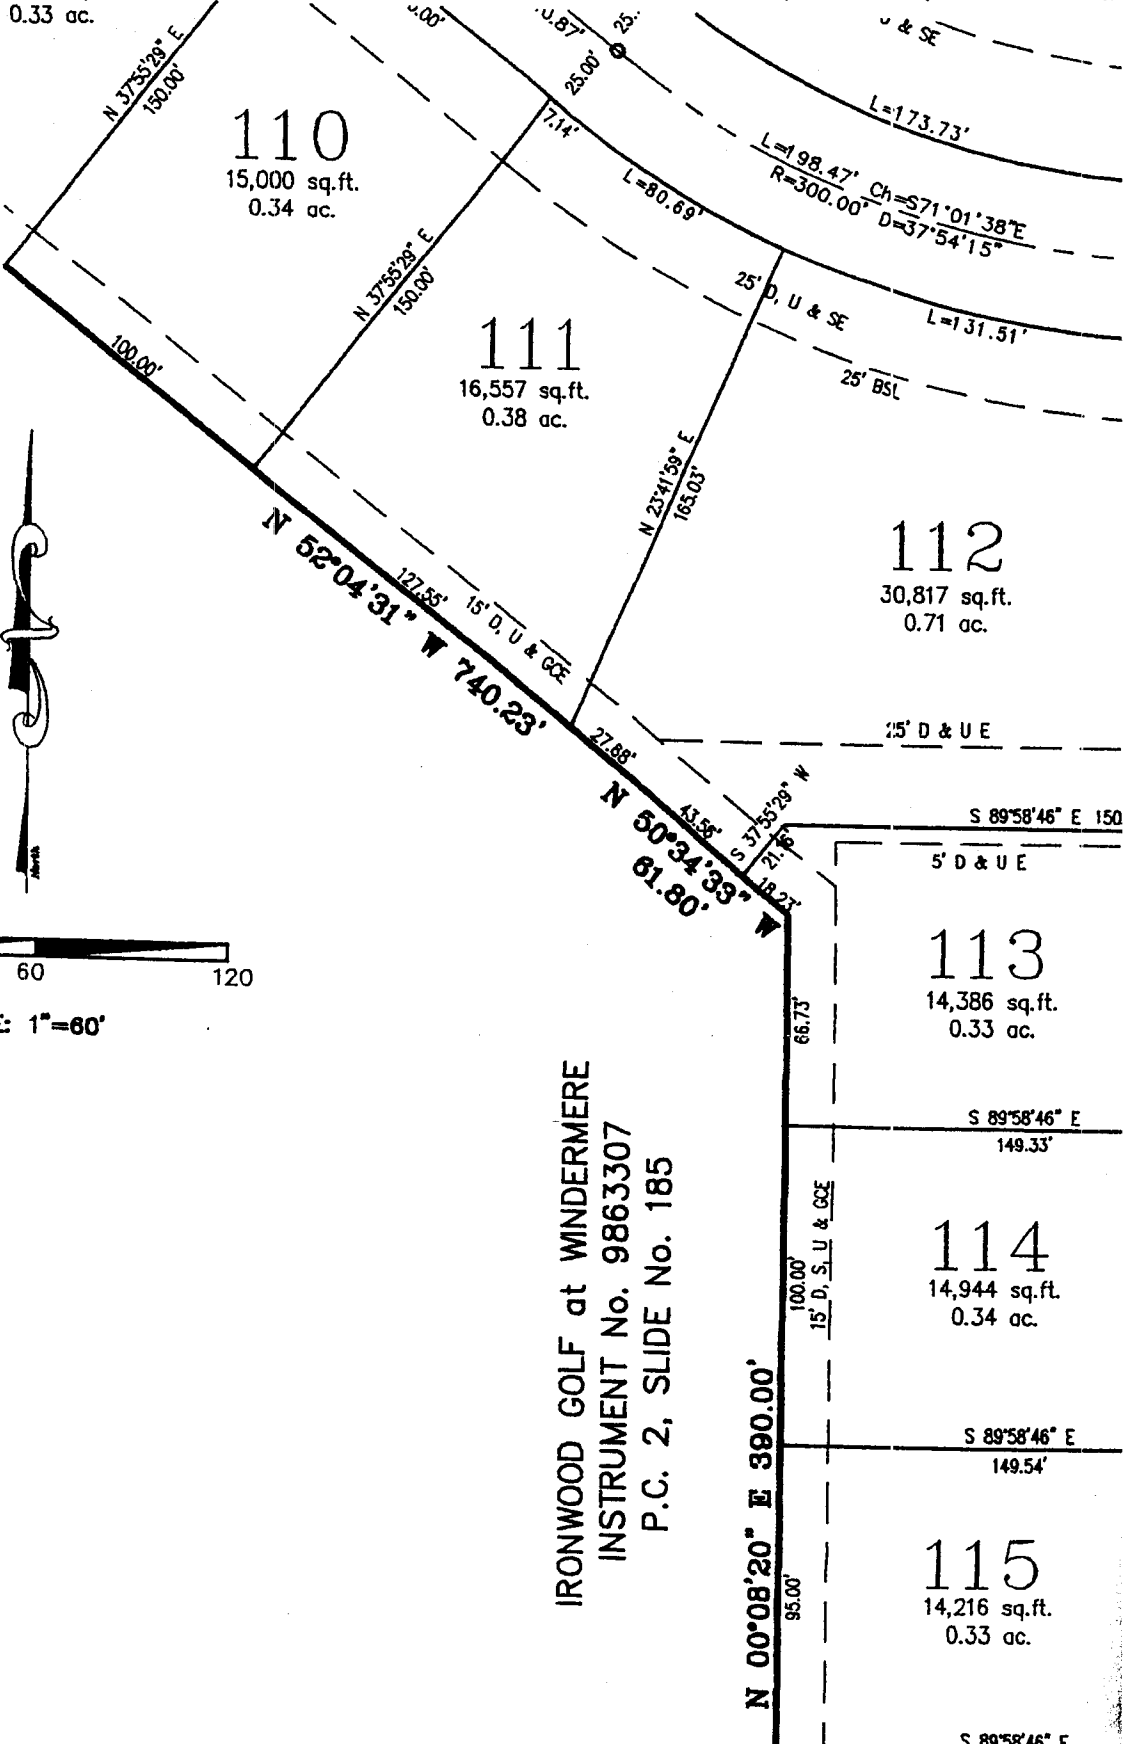 0.33 ac.
N 37°55'29" E
150.00'
110
15,000 sq.ft.
0.34 ac.
25.00'
7.14'
L=80.69'
& SE
L=173.73'
L=198.47' Ch=S71°01'38"E
R=300.00' D=37°54'15"
N 37°55'29" E
150.00'
100.00'
111
16,557 sq.ft.
0.38 ac.
25' D, U & SE
L=131.51'
25' BSL
N 23°41'59" E
165.03'
112
30,817 sq.ft.
0.71 ac.
N 52°04'31" W 740.23'
127.55'
15' D, U & GCE
27.88'
43.56'
N 50°34'33" W
61.80'
S 37°55'29" W
21.16'
18.23'
25' D & U E
S 89°58'46" E 150
5' D & U E
North
60
120
1"=60'
113
14,386 sq.ft.
0.33 ac.
66.73'
S 89°58'46" E
149.33'
IRONWOOD GOLF at WINDERMERE
INSTRUMENT No. 9863307
P.C. 2, SLIDE No. 185
114
14,944 sq.ft.
0.34 ac.
100.00'
15' D, S, U & GCE
S 89°58'46" E
149.54'
N 00°08'20" E 390.00'
95.00'
115
14,216 sq.ft.
0.33 ac.
S 89°58'46" E